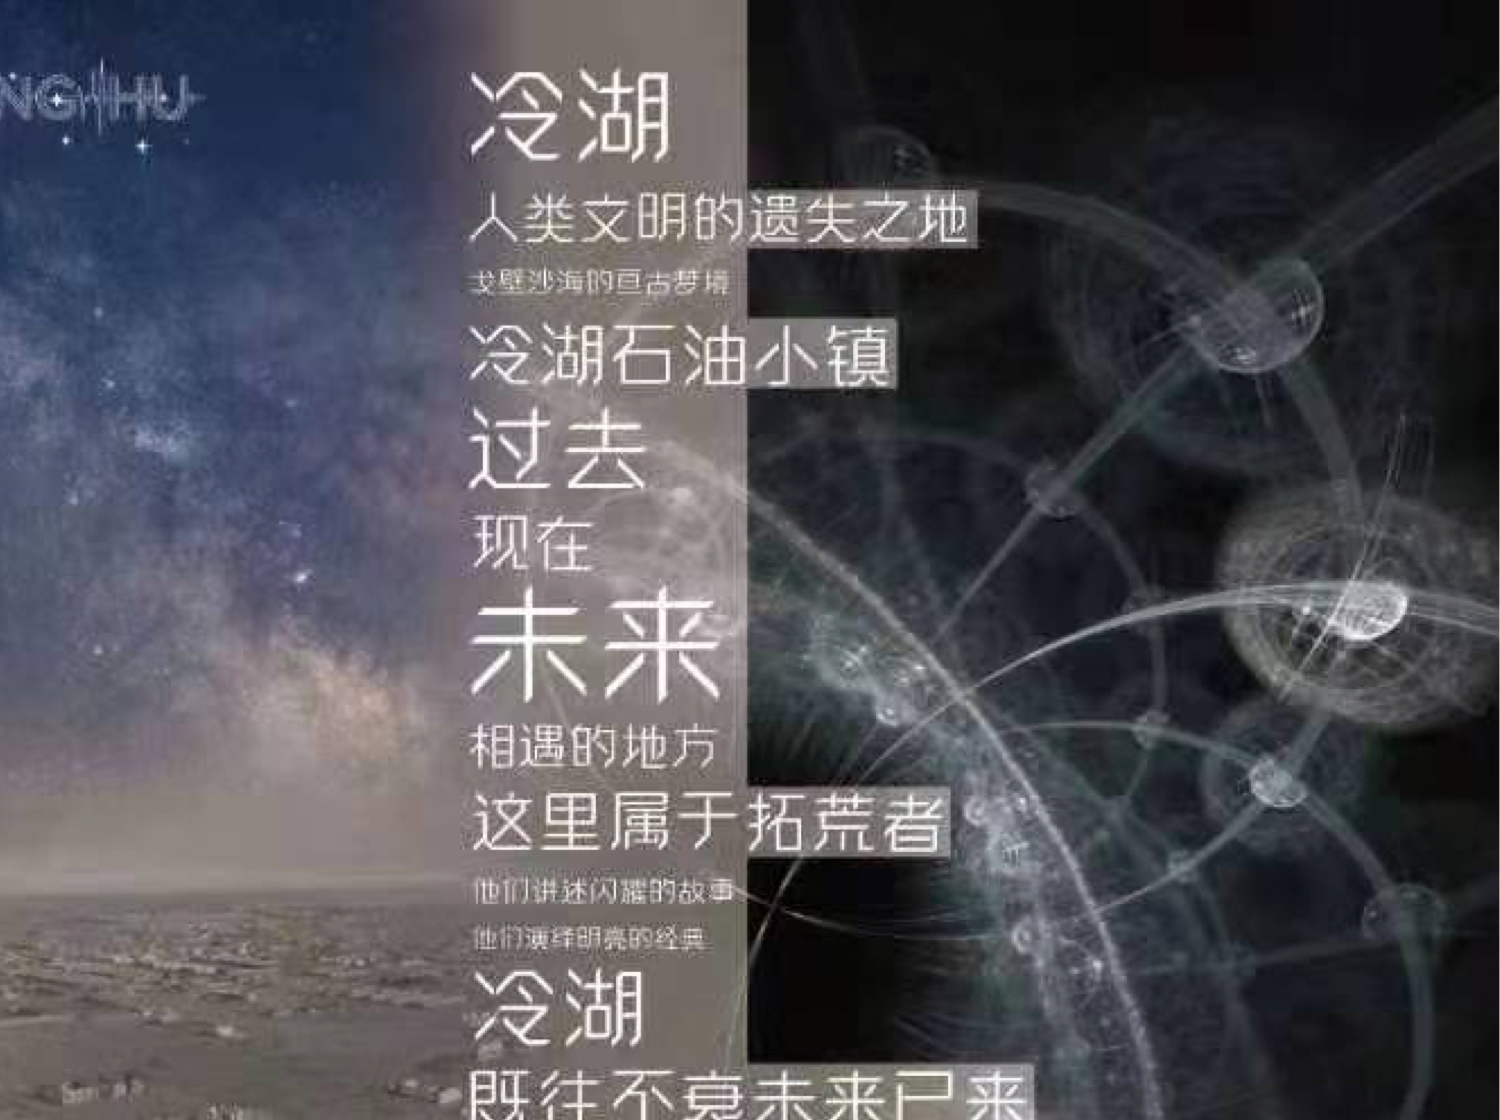 NG HU
冷湖
人类文明的遗失之地
戈壁沙海的亘古梦境
冷湖石油小镇
过去
现在
未来
相遇的地方
这里属于拓荒者
他们讲述闪耀的故事
他们演绎明亮的经典
冷湖
既往不衰未来已来